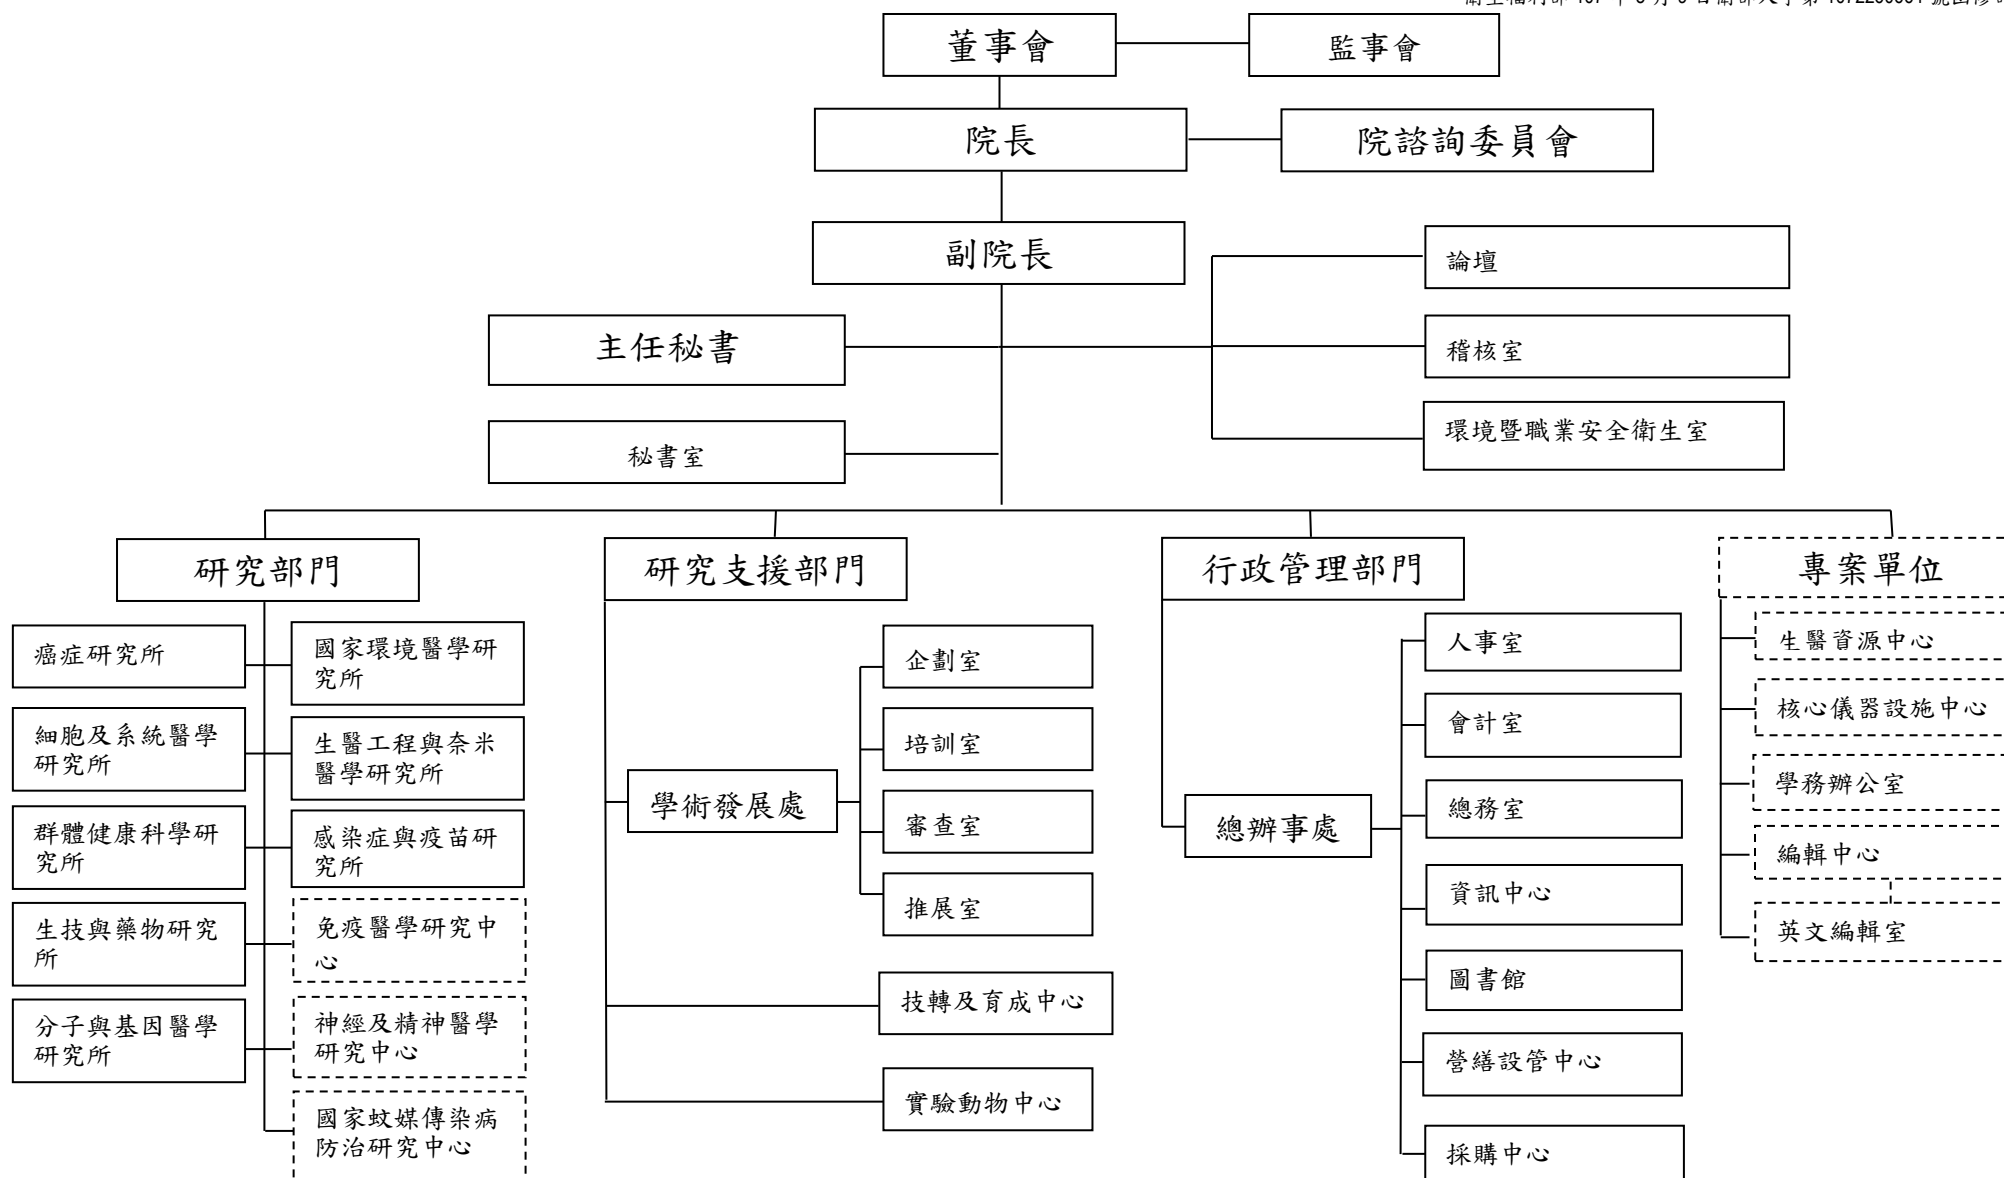 董事會
監事會
院長
院諮詢委員會
副院長
論壇
主任秘書
稽核室
環境暨職業安全衛生室
秘書室
研究部門
癌症研究所
國家環境醫學研
究所
細胞及系統醫學
研究所
生醫工程與奈米
醫學研究所
群體健康科學研
究所
感染症與疫苗研
究所
生技與藥物研究
所
免疫醫學研究中
心
分子與基因醫學
研究所
神經及精神醫學
研究中心
國家蚊媒傳染病
防治研究中心
研究支援部門
學術發展處
企劃室
培訓室
審查室
推展室
技轉及育成中心
實驗動物中心
行政管理部門
總辦事處
人事室
會計室
總務室
資訊中心
圖書館
營繕設管中心
採購中心
專案單位
生醫資源中心
核心儀器設施中心
學務辦公室
編輯中心
英文編輯室